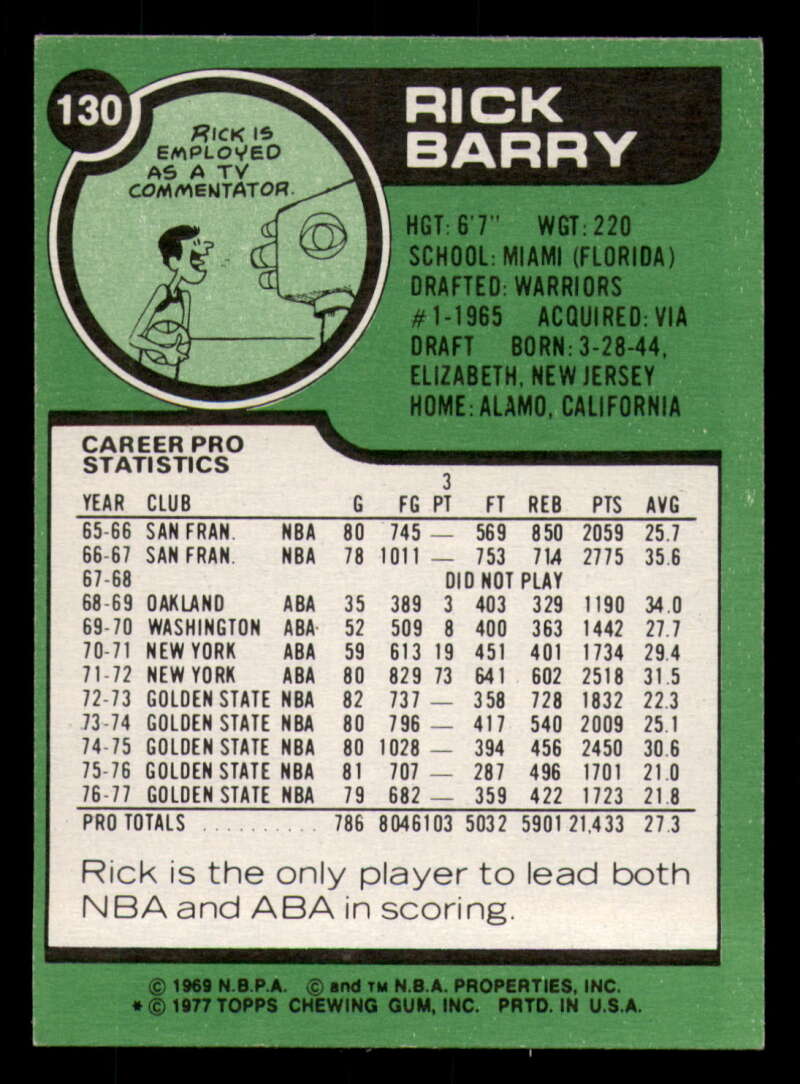 130
RICK IS
EMPLOYED
AS A TV
COMMENTATOR.
RICK
BARRY
HGT: 6'7" WGT: 220
SCHOOL: MIAMI (FLORIDA)
DRAFTED: WARRIORS
#1-1965 ACQUIRED: VIA
DRAFT BORN: 3-28-44,
ELIZABETH, NEW JERSEY
HOME: ALAMO, CALIFORNIA
CAREER PRO
STATISTICS
3
YEAR CLUB G FG PT FT REB PTS AVG
65-66 SAN FRAN. NBA 80 745 — 569 850 2059 25.7
66-67 SAN FRAN. NBA 78 1011 — 753 714 2775 35.6
67-68 DID NOT PLAY
68-69 OAKLAND ABA 35 389 3 403 329 1190 34.0
69-70 WASHINGTON ABA 52 509 8 400 363 1442 27.7
70-71 NEW YORK ABA 59 613 19 451 401 1734 29.4
71-72 NEW YORK ABA 80 829 73 641 602 2518 31.5
72-73 GOLDEN STATE NBA 82 737 — 358 728 1832 22.3
73-74 GOLDEN STATE NBA 80 796 — 417 540 2009 25.1
74-75 GOLDEN STATE NBA 80 1028 — 394 456 2450 30.6
75-76 GOLDEN STATE NBA 81 707 — 287 496 1701 21.0
76-77 GOLDEN STATE NBA 79 682 — 359 422 1723 21.8
PRO TOTALS .......... 786 8046 103 5032 5901 21,433 27.3
Rick is the only player to lead both
NBA and ABA in scoring.
© 1969 N.B.P.A. © and TM N.B.A. PROPERTIES, INC.
* © 1977 TOPPS CHEWING GUM, INC. PRTD. IN U.S.A.